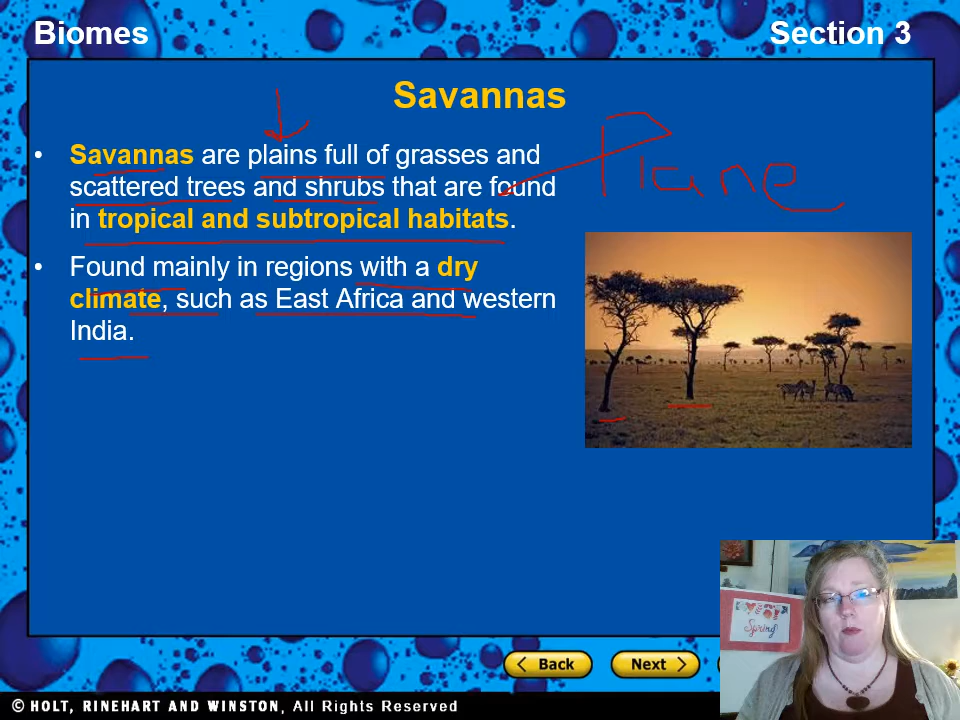 Biomes
Section 3
Savannas
• Savannas are plains full of grasses and
scattered trees and shrubs that are found
in tropical and subtropical habitats.
• Found mainly in regions with a dry
climate, such as East Africa and western
India.
Plane
Spring
Back
Next
© HOLT, RINEHART AND WINSTON, All Rights Reserved